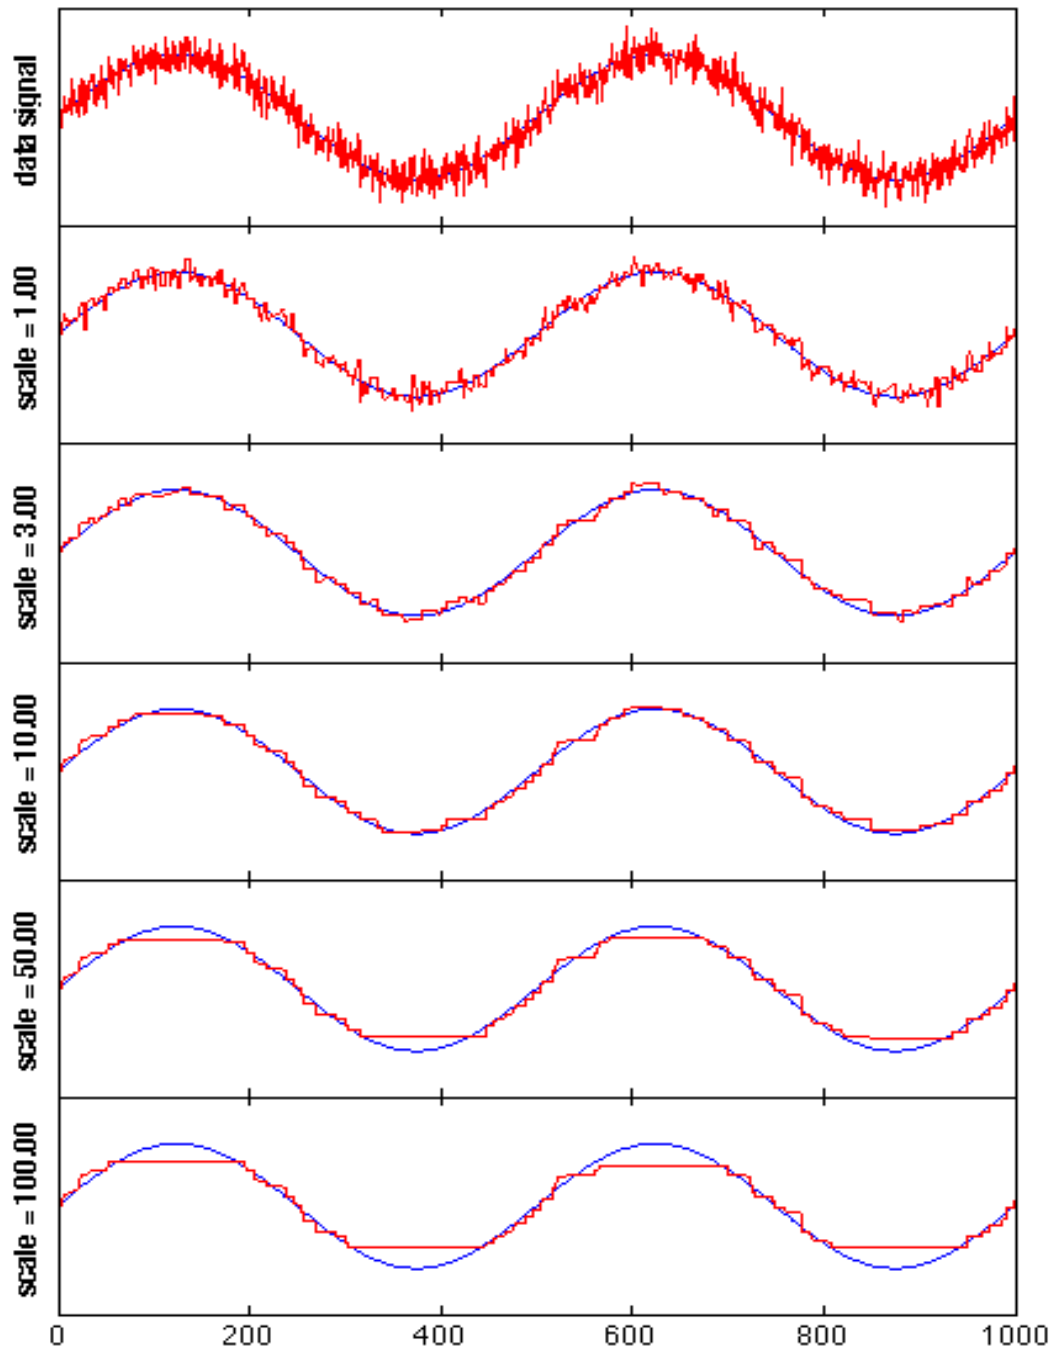 data signal
scale = 1.00
scale = 3.00
scale = 10.00
scale = 50.00
scale = 100.00
0 200 400 600 800 1000